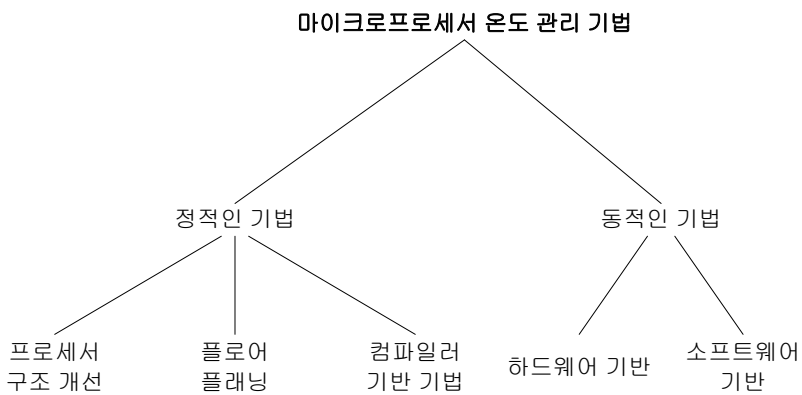 마이크로프로세서 온도 관리 기법
정적인 기법
동적인 기법
프로세서
구조 개선
플로어
플래닝
컴파일러
기반 기법
하드웨어 기반
소프트웨어
기반